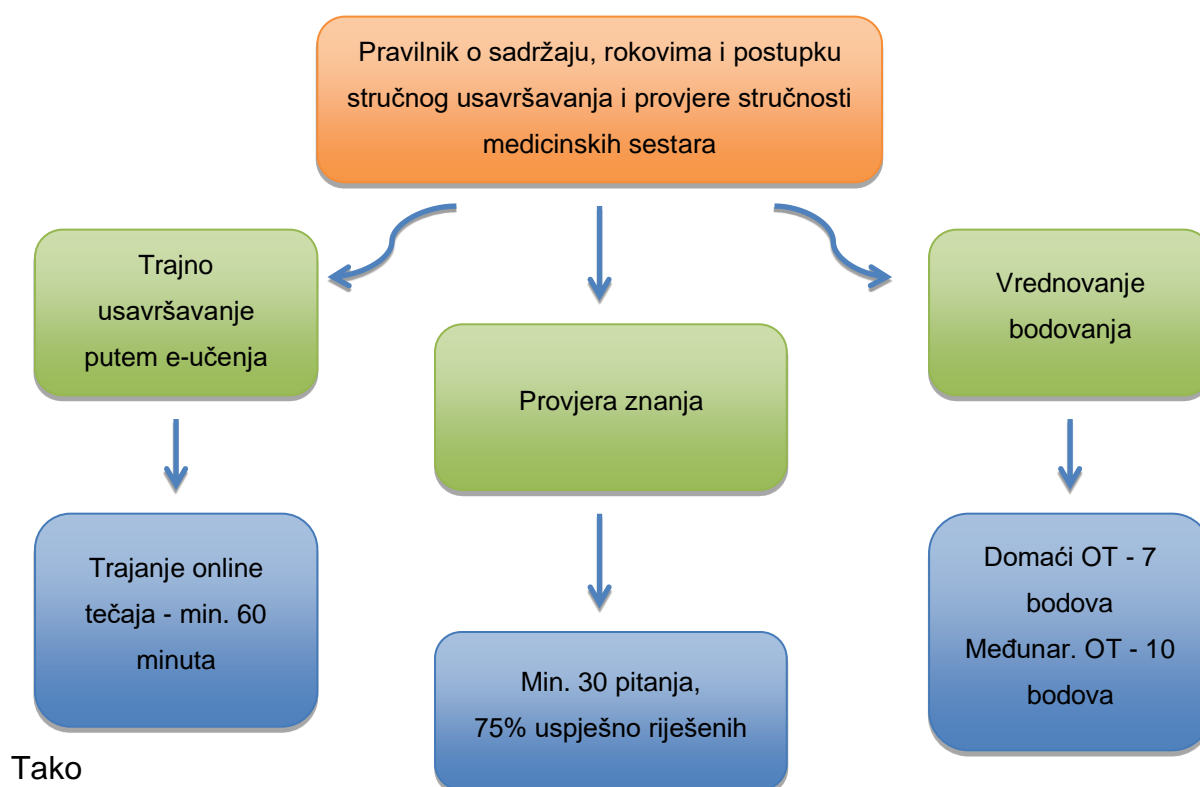 Pravilnik o sadržaju, rokovima i postupku
stručnog usavršavanja i provjere stručnosti
medicinskih sestara
Trajno
usavršavanje
putem e-učenja
Provjera znanja
Vrednovanje
bodovanja
Trajanje online
tečaja - min. 60
minuta
Min. 30 pitanja,
75% uspješno riješenih
Domaći OT - 7
bodova
Međunar. OT - 10
bodova
Tako